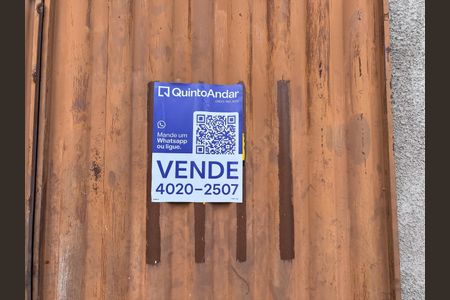 QuintoAndar
Mande um
Whatsapp
ou ligue.
VENDE
4020-2507